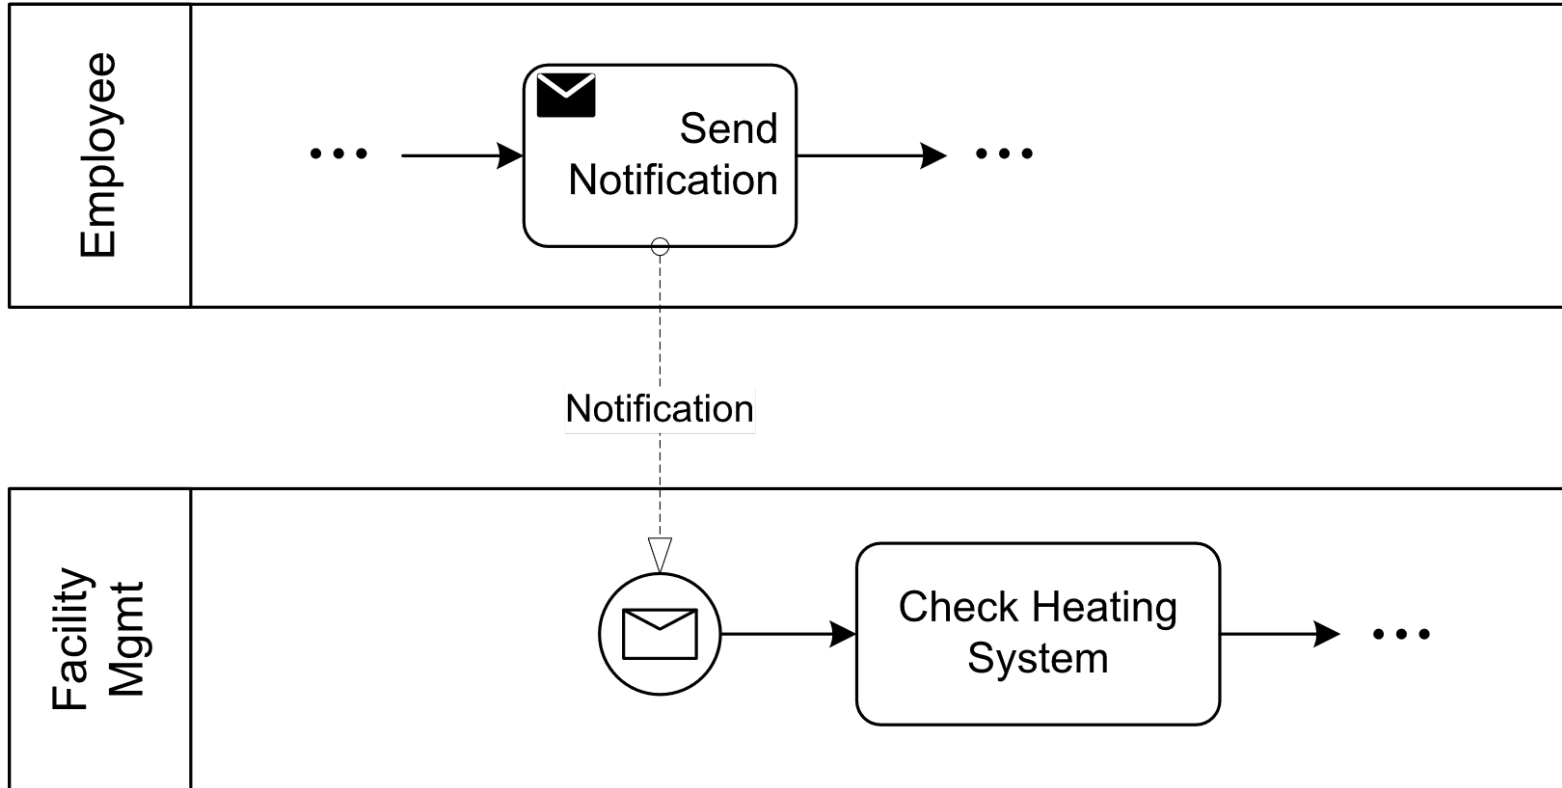 Employee
...
Send
Notification
...
Notification
Facility
Mgmt
Check Heating
System
...